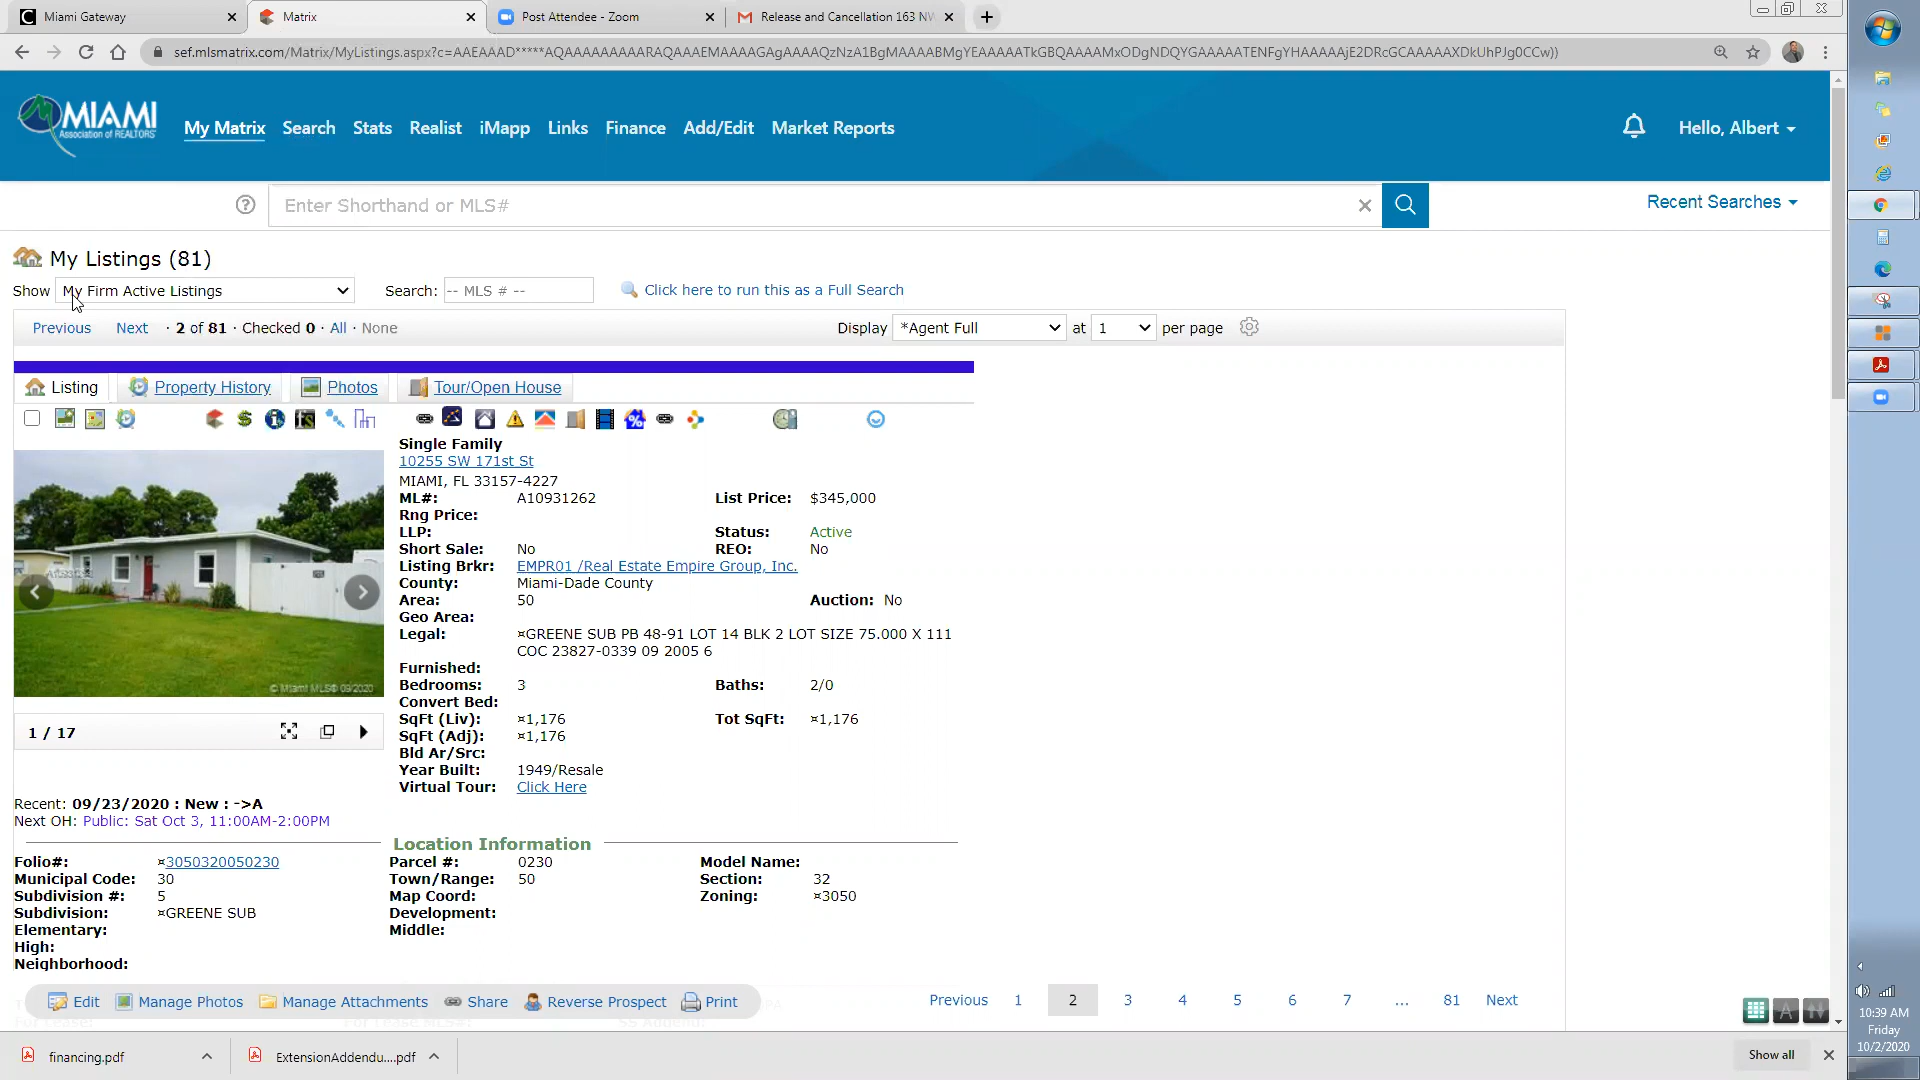 Miami Gateway
Matrix
Post Attendee - Zoom
Release and Cancellation 163 NW
sef.mlsmatrix.com/Matrix/MyListings.aspx?c=AAEAAAD*****AQAAAAAAAAARAQAAAEMAAAAGAgAAAAQzNzA1BgMAAAABMgYEAAAAATkGBQAAAAMxODgNDQYGAAAAATENFgYHAAAAAjE2DRcGCAAAAAXDkUhPJg0CCw))
MIAMI
Association of REALTORS®
My Matrix
Search
Stats
Realist
iMapp
Links
Finance
Add/Edit
Market Reports
Hello, Albert
Enter Shorthand or MLS#
Recent Searches
My Listings (81)
Show
My Firm Active Listings
Search:
-- MLS # --
Click here to run this as a Full Search
Previous Next · 2 of 81 · Checked 0 · All · None
Display *Agent Full at 1 per page
Listing
Property History
Photos
Tour/Open House
Single Family
10255 SW 171st St
MIAMI, FL 33157-4227
ML#: A10931262 List Price: $345,000
Rng Price:
LLP: Status: Active
Short Sale: No REO: No
Listing Brkr: EMPR01 /Real Estate Empire Group, Inc.
County: Miami-Dade County
Area: 50 Auction: No
Geo Area:
Legal: ¤GREENE SUB PB 48-91 LOT 14 BLK 2 LOT SIZE 75.000 X 111
COC 23827-0339 09 2005 6
Furnished:
Bedrooms: 3 Baths: 2/0
Convert Bed:
SqFt (Liv): ¤1,176 Tot SqFt: ¤1,176
SqFt (Adj): ¤1,176
Bld Ar/Src:
Year Built: 1949/Resale
Virtual Tour: Click Here
© Miami MLS® 09/2020
1 / 17
Recent: 09/23/2020 : New : ->A
Next OH: Public: Sat Oct 3, 11:00AM-2:00PM
Location Information
Folio#: ¤3050320050230 Parcel #: 0230 Model Name:
Municipal Code: 30 Town/Range: 50 Section: 32
Subdivision #: 5 Map Coord: Zoning: ¤3050
Subdivision: ¤GREENE SUB Development:
Elementary: Middle:
High:
Neighborhood:
Edit
Manage Photos
Manage Attachments
Share
Reverse Prospect
Print
Previous 1 2 3 4 5 6 7 ... 81 Next
financing.pdf
ExtensionAddendu....pdf
Show all
10:39 AM
Friday
10/2/2020